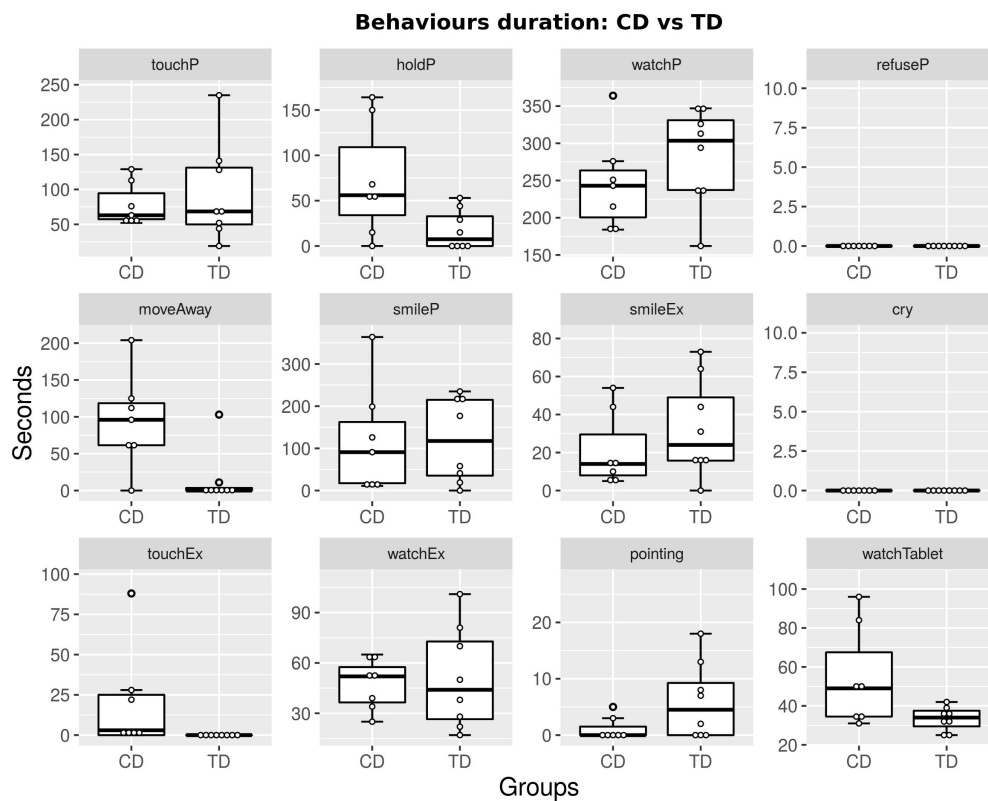 Behaviours duration: CD vs TD
touchP
holdP
watchP
refuseP
250
200
150
100
50
150
100
50
0
350
300
250
200
150
10.0
7.5
5.0
2.5
0.0
CD TD
CD TD
CD TD
CD TD
moveAway
smileP
smileEx
cry
200
150
100
50
0
300
200
100
0
80
60
40
20
0
10.0
7.5
5.0
2.5
0.0
CD TD
CD TD
CD TD
CD TD
Seconds
touchEx
watchEx
pointing
watchTablet
100
75
50
25
0
90
60
30
20
10
0
100
80
60
40
20
CD TD
CD TD
CD TD
CD TD
Groups